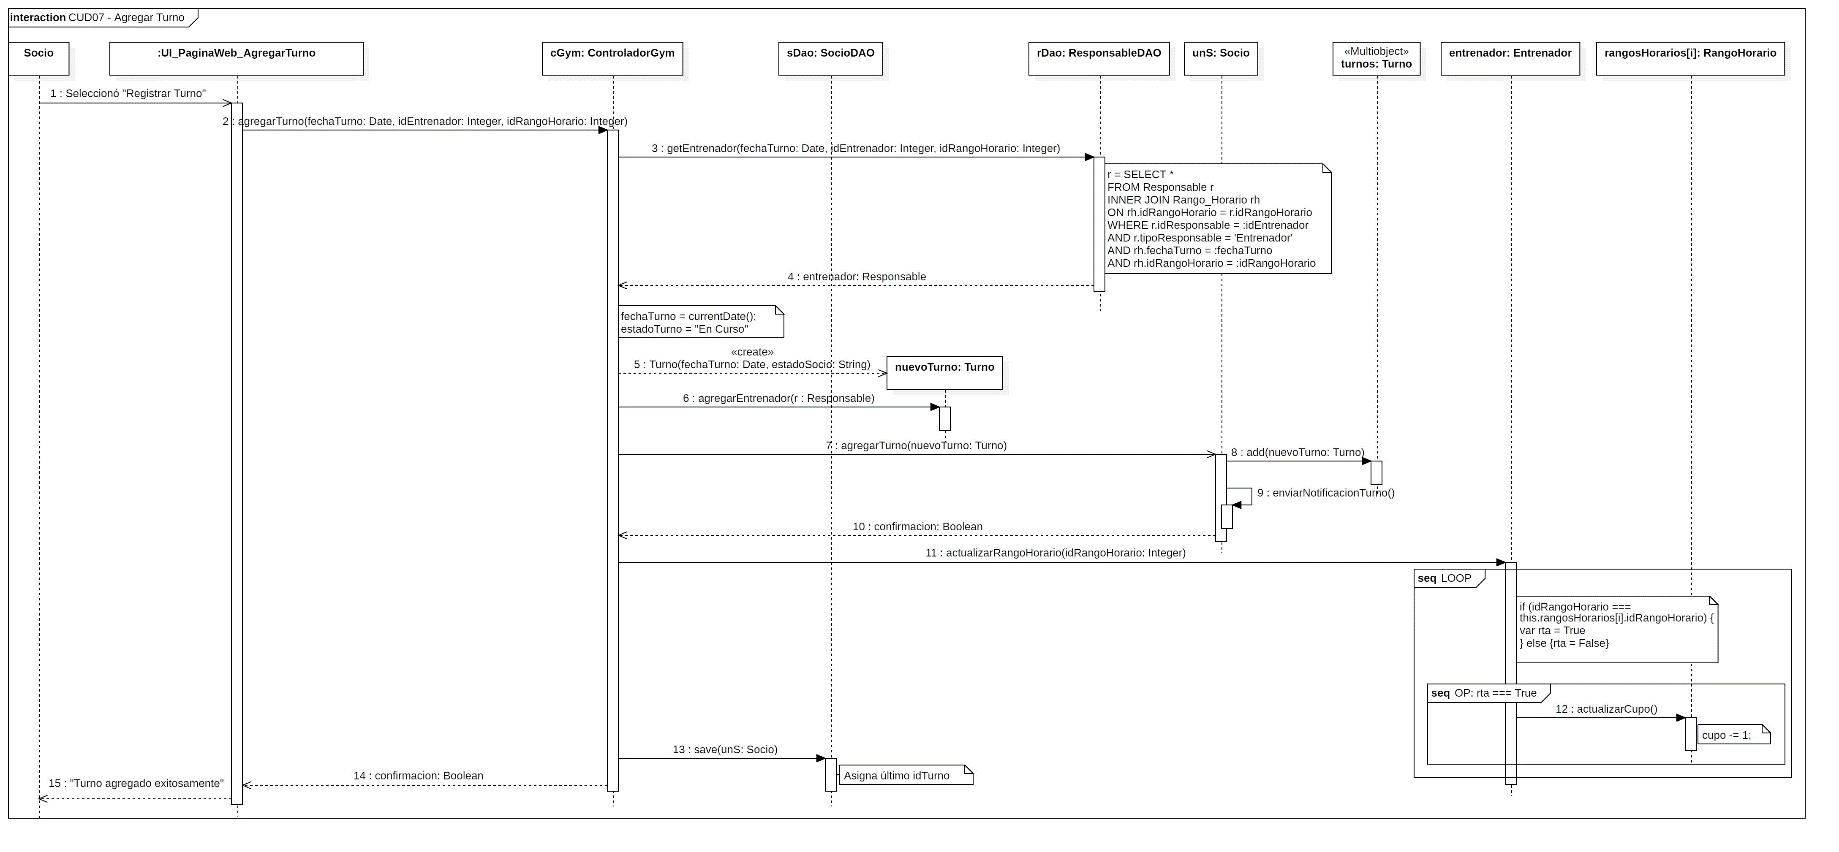 interaction CUD07 - Agregar Turno
Socio
:UI_PaginaWeb_AgregarTurno
cGym: ControladorGym
sDao: SocioDAO
rDao: ResponsableDAO
unS: Socio
«Multiobject»
turnos: Turno
entrenador: Entrenador
rangosHorarios[i]: RangoHorario
1 : Seleccionó "Registrar Turno"
2 : agregarTurno(fechaTurno: Date, idEntrenador: Integer, idRangoHorario: Integer)
3 : getEntrenador(fechaTurno: Date, idEntrenador: Integer, idRangoHorario: Integer)
r = SELECT *
FROM Responsable r
INNER JOIN Rango_Horario rh
ON rh.idRangoHorario = r.idRangoHorario
WHERE r.idResponsable = :idEntrenador
AND r.tipoResponsable = 'Entrenador'
AND rh.fechaTurno = :fechaTurno
AND rh.idRangoHorario = :idRangoHorario
4 : entrenador: Responsable
fechaTurno = currentDate();
estadoTurno = "En Curso"
«create»
5 : Turno(fechaTurno: Date, estadoSocio: String)
nuevoTurno: Turno
6 : agregarEntrenador(r : Responsable)
7 : agregarTurno(nuevoTurno: Turno)
8 : add(nuevoTurno: Turno)
9 : enviarNotificacionTurno()
10 : confirmacion: Boolean
11 : actualizarRangoHorario(idRangoHorario: Integer)
seq LOOP
if (idRangoHorario ===
this.rangosHorarios[i].idRangoHorario) {
var rta = True
} else {rta = False}
seq OP: rta === True
12 : actualizarCupo()
cupo -= 1;
13 : save(unS: Socio)
Asigna último idTurno
14 : confirmacion: Boolean
15 : "Turno agregado exitosamente"